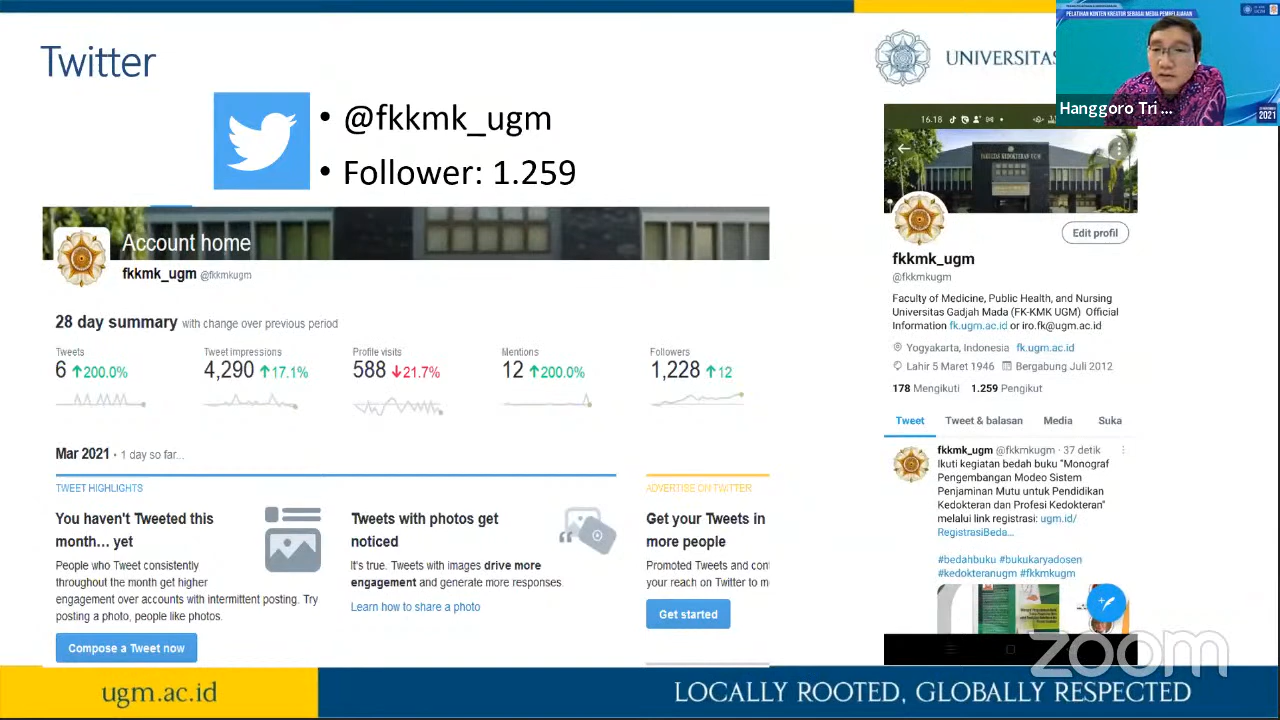 Twitter
UNIVERSITAS
PELATIHAN KONTEN KREATOR SEBAGAI MEDIA PEMBELAJARAN
2021
Hanggoro Tri ...
• @fkkmk_ugm
• Follower: 1.259
Account home
fkkmk_ugm @fkkmkugm
28 day summary with change over previous period
Tweets
6 ↑200.0%
Tweet impressions
4,290 ↑17.1%
Profile visits
588 ↓21.7%
Mentions
12 ↑200.0%
Followers
1,228 ↑12
Mar 2021 • 1 day so far...
TWEET HIGHLIGHTS
You haven't Tweeted this
month... yet
People who Tweet consistently
throughout the month get higher
engagement over accounts with intermittent posting. Try
posting a photo, people like photos.
Compose a Tweet now
Tweets with photos get
noticed
It's true. Tweets with images drive more
engagement and generate more responses.
Learn how to share a photo
ADVERTISE ON TWITTER
Get your Tweets in
more people
Promoted Tweets and con
your reach on Twitter to m
Get started
16.18
FAKULTAS KEDOKTERAN UGM
Edit profil
fkkmk_ugm
@fkkmkugm
Faculty of Medicine, Public Health, and Nursing
Universitas Gadjah Mada (FK-KMK UGM) Official
Information fk.ugm.ac.id or iro.fk@ugm.ac.id
Yogyakarta, Indonesia fk.ugm.ac.id
Lahir 5 Maret 1946 Bergabung Juli 2012
178 Mengikuti 1.259 Pengikut
Tweet Tweet & balasan Media Suka
fkkmk_ugm @fkkmkugm · 37 detik
Ikuti kegiatan bedah buku "Monograf
Pengembangan Modeo Sistem
Penjaminan Mutu untuk Pendidikan
Kedokteran dan Profesi Kedokteran"
melalui link registrasi: ugm.id/
RegistrasiBeda...
#bedahbuku #bukukaryadosen
#kedokteranugm #fkkmkugm
zoom
ugm.ac.id
LOCALLY ROOTED, GLOBALLY RESPECTED